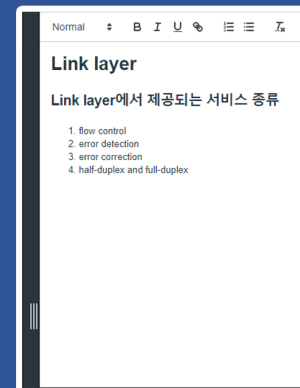 Normal
Link layer
Link layer에서 제공되는 서비스 종류
1. flow control
2. error detection
3. error correction
4. half-duplex and full-duplex